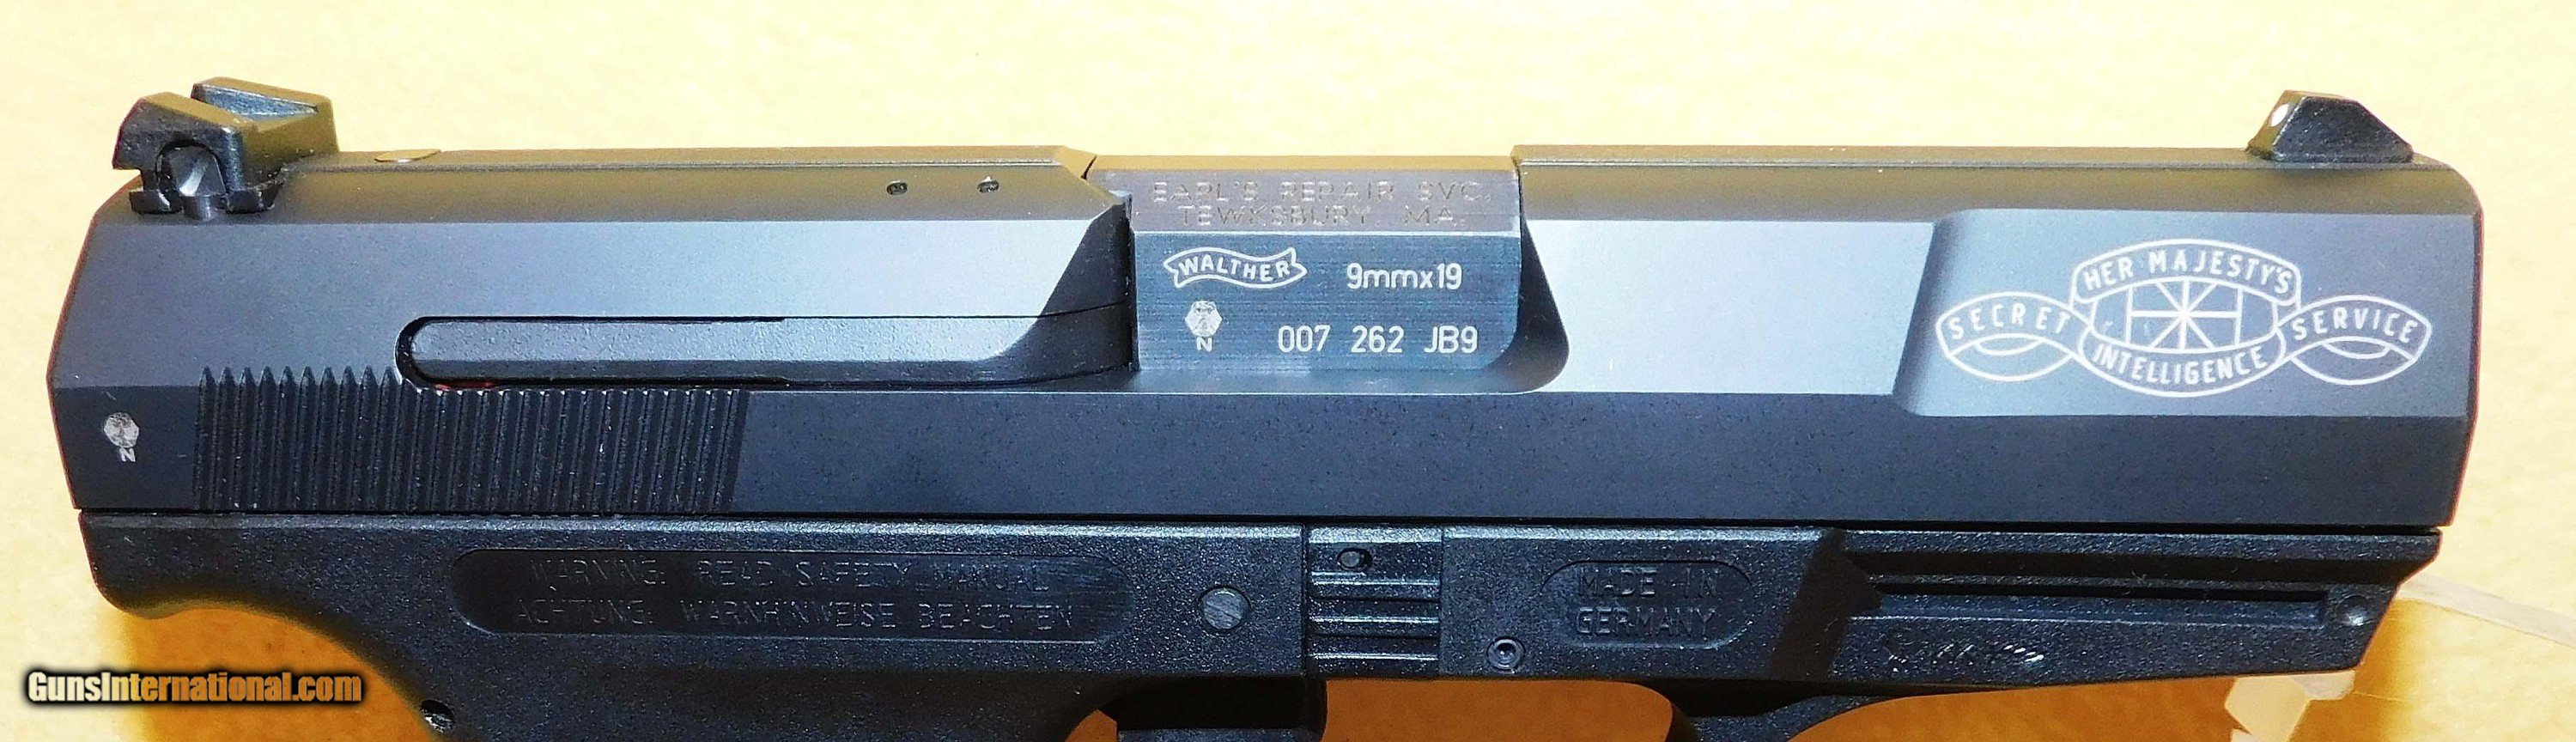 EARL'S REPAIR SVC.
TEWKSBURY, MA.
WALTHER 9mmx19
N 007 262 JB9
HER MAJESTY'S
SECRET SERVICE
INTELLIGENCE
N
WARNING: READ SAFETY MANUAL
ACHTUNG: WARNHINWEISE BEACHTEN
MADE IN
GERMANY
GunsInternational.com